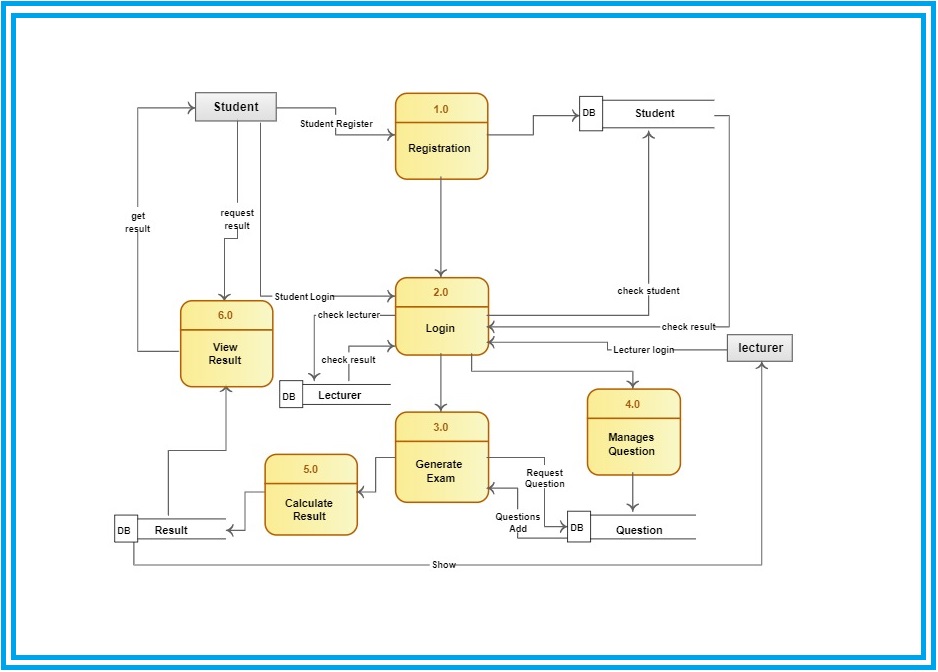 Student
Student Register
1.0
Registration
DB
Student
get
result
request
result
Student Login
2.0
Login
check student
check lecturer
check result
check result
Lecturer login
lecturer
6.0
View
Result
DB
Lecturer
3.0
Generate
Exam
4.0
Manages
Question
5.0
Calculate
Result
Request
Question
Questions
Add
DB
Question
DB
Result
Show